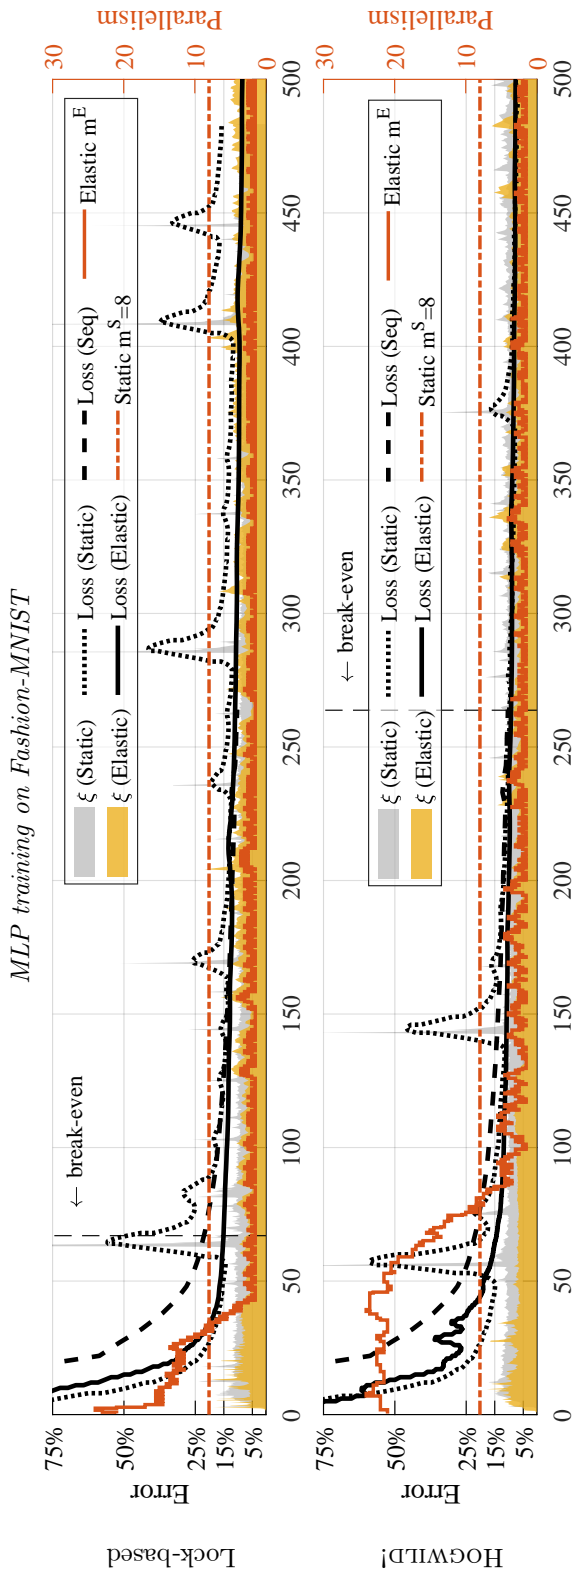 MLP training on Fashion-MNIST
Lock-based
Error
75%
50%
25%
15%
5%
← break-even
ξ (Static)
Loss (Static)
Loss (Seq)
Elastic m^E
ξ (Elastic)
Loss (Elastic)
Static m^S=8
30
20
10
0
Parallelism
0
50
100
150
200
250
300
350
400
450
500
HOGWILD!
Error
75%
50%
25%
15%
5%
← break-even
ξ (Static)
Loss (Static)
Loss (Seq)
Elastic m^E
ξ (Elastic)
Loss (Elastic)
Static m^S=8
30
20
10
0
Parallelism
0
50
100
150
200
250
300
350
400
450
500